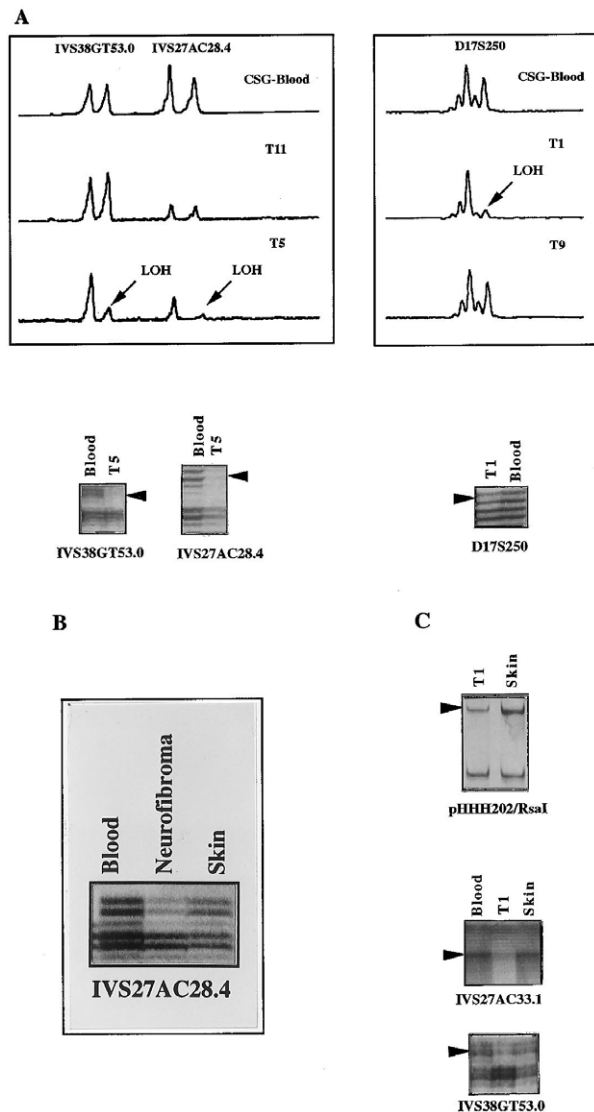 A
IVS38GT53.0 IVS27AC28.4
CSG-Blood
T11
T5
LOH LOH
D17S250
CSG-Blood
T1
LOH
T9
Blood
T5
IVS38GT53.0
Blood
T5
IVS27AC28.4
T1
Blood
D17S250
B
Blood
Neurofibroma
Skin
IVS27AC28.4
C
T1
Skin
pHHH202/RsaI
Blood
T1
Skin
IVS27AC33.1
IVS38GT53.0